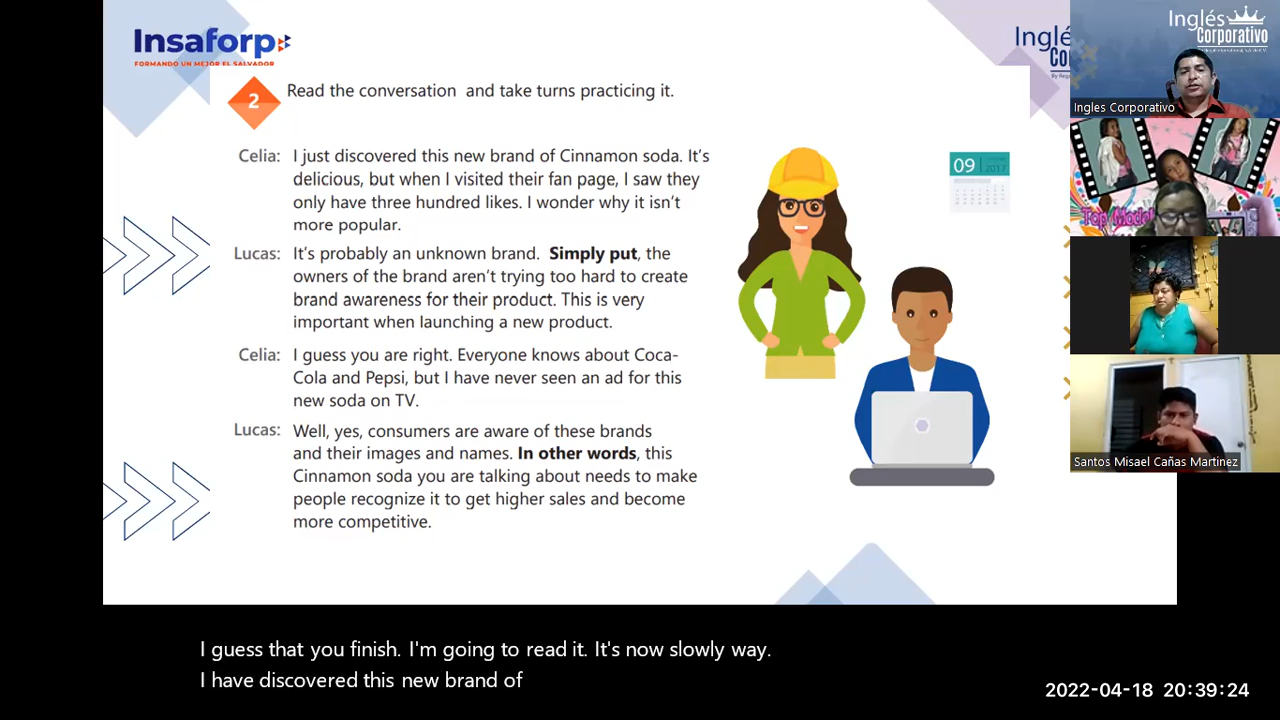 Insaforp
FORMANDO UN MEJOR EL SALVADOR
Inglés
Corporativo
2
Read the conversation and take turns practicing it.
Celia: I just discovered this new brand of Cinnamon soda. It's
delicious, but when I visited their fan page, I saw they
only have three hundred likes. I wonder why it isn't
more popular.
Lucas: It's probably an unknown brand. Simply put, the
owners of the brand aren't trying too hard to create
brand awareness for their product. This is very
important when launching a new product.
Celia: I guess you are right. Everyone knows about Coca-
Cola and Pepsi, but I have never seen an ad for this
new soda on TV.
Lucas: Well, yes, consumers are aware of these brands
and their images and names. In other words, this
Cinnamon soda you are talking about needs to make
people recognize it to get higher sales and become
more competitive.
09
2017
Ingles Corporativo
Top Model
Santos Misael Cañas Martinez
I guess that you finish. I'm going to read it. It's now slowly way.
I have discovered this new brand of
2022-04-18 20:39:24